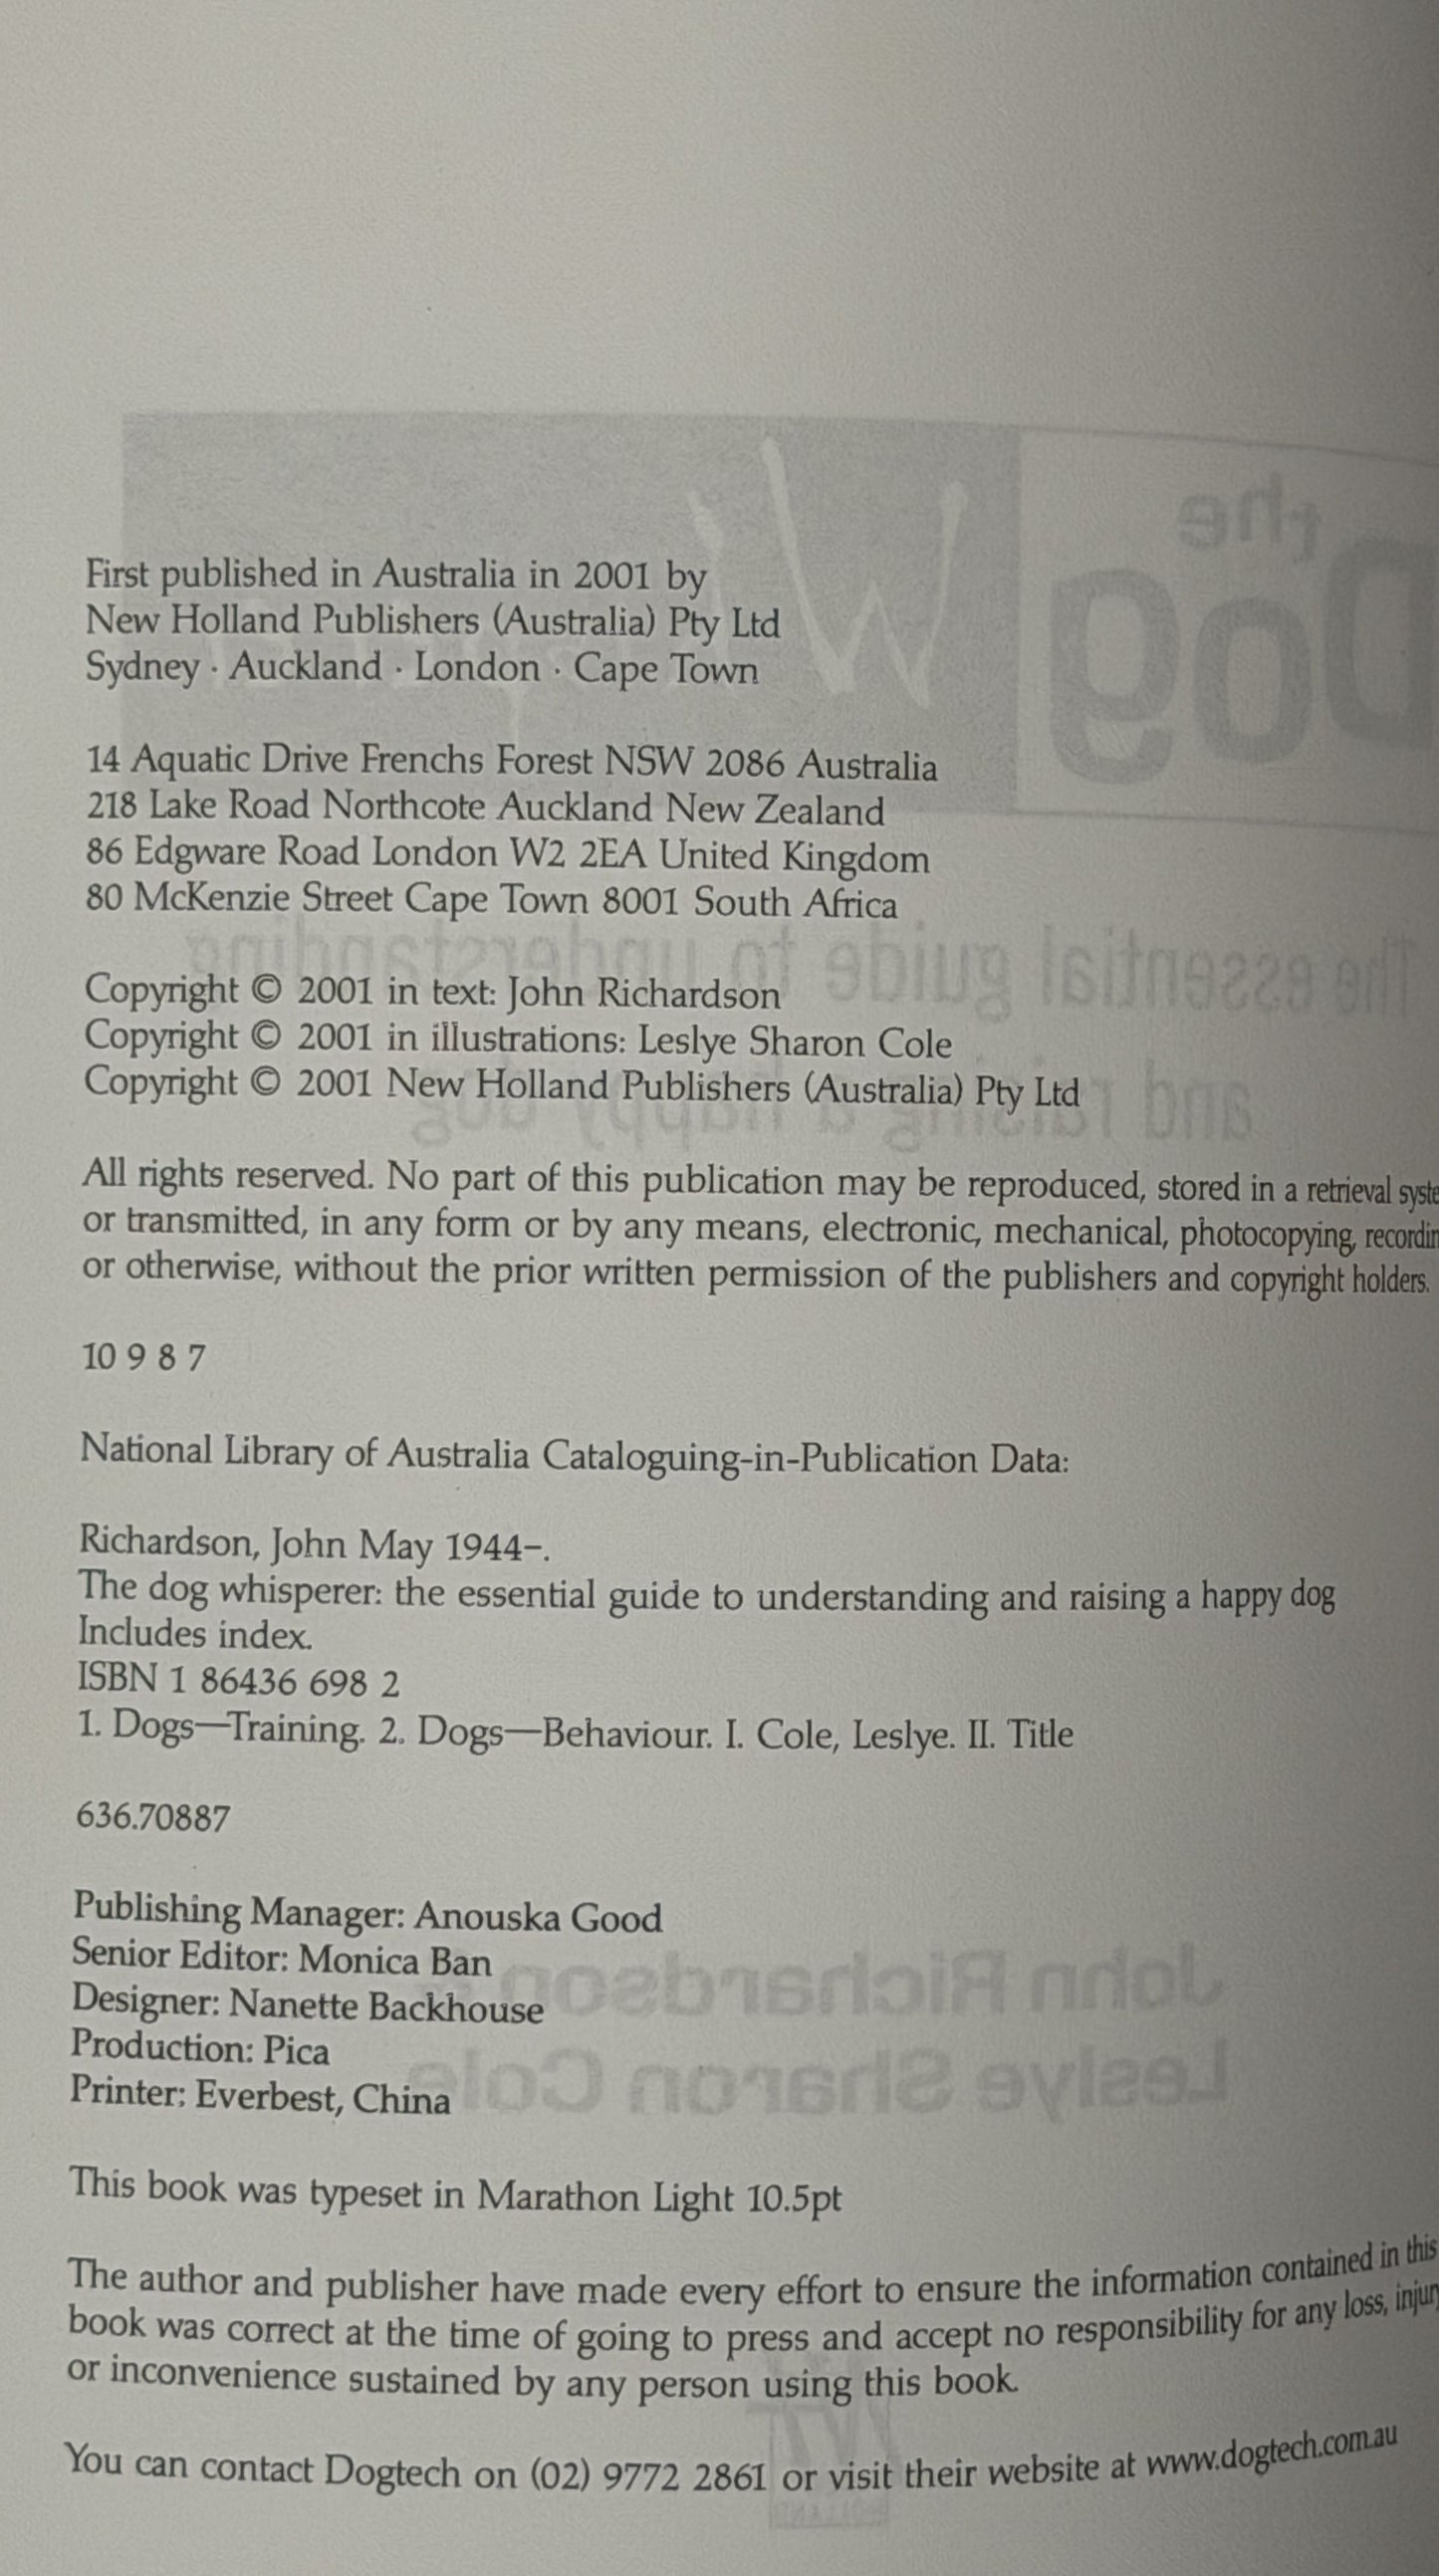 First published in Australia in 2001 by
New Holland Publishers (Australia) Pty Ltd
Sydney · Auckland · London · Cape Town
14 Aquatic Drive Frenchs Forest NSW 2086 Australia
218 Lake Road Northcote Auckland New Zealand
86 Edgware Road London W2 2EA United Kingdom
80 McKenzie Street Cape Town 8001 South Africa
Copyright © 2001 in text: John Richardson
Copyright © 2001 in illustrations: Leslye Sharon Cole
Copyright © 2001 New Holland Publishers (Australia) Pty Ltd
All rights reserved. No part of this publication may be reproduced, stored in a retrieval syste
or transmitted, in any form or by any means, electronic, mechanical, photocopying, recordin
or otherwise, without the prior written permission of the publishers and copyright holders.
10 9 8 7
National Library of Australia Cataloguing-in-Publication Data:
Richardson, John May 1944–.
The dog whisperer: the essential guide to understanding and raising a happy dog
Includes index.
ISBN 1 86436 698 2
1. Dogs—Training. 2. Dogs—Behaviour. I. Cole, Leslye. II. Title
636.70887
Publishing Manager: Anouska Good
Senior Editor: Monica Ban
Designer: Nanette Backhouse
Production: Pica
Printer: Everbest, China
This book was typeset in Marathon Light 10.5pt
The author and publisher have made every effort to ensure the information contained in this
book was correct at the time of going to press and accept no responsibility for any loss, injur
or inconvenience sustained by any person using this book.
You can contact Dogtech on (02) 9772 2861 or visit their website at www.dogtech.com.au